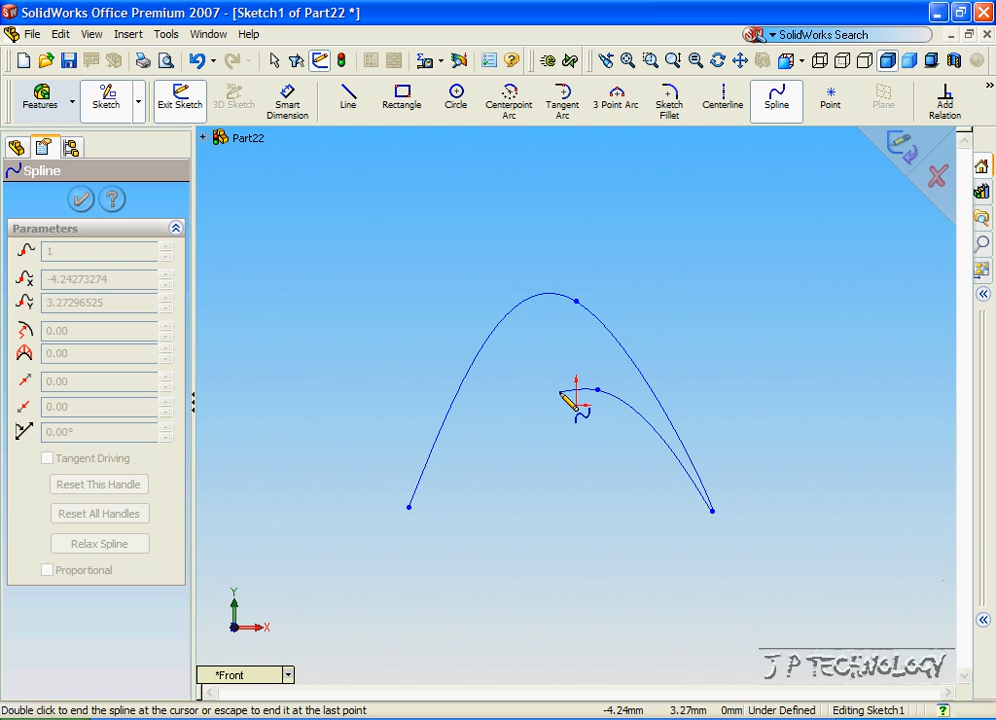 SolidWorks Office Premium 2007 - [Sketch1 of Part22 *]
SolidWorks Search
File Edit View Insert Tools Window Help
Features Sketch Exit Sketch 3D Sketch Smart Dimension Line Rectangle Circle Centerpoint Arc Tangent Arc 3 Point Arc Sketch Fillet Centerline Spline Point Plane Add Relation
Part22
Spline
Parameters
1
X -4.24273274
Y 3.27296525
0.00
0.00
0.00
0.00
0.00°
Tangent Driving
Reset This Handle
Reset All Handles
Relax Spline
Proportional
Y
X
*Front
J P TECHNOLOGY
Double click to end the spline at the cursor or escape to end it at the last point -4.24mm 3.27mm 0mm Under Defined Editing Sketch1